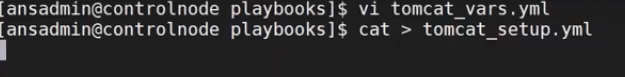 [ansadmin@controlnode playbooks]$ vi tomcat_vars.yml
[ansadmin@controlnode playbooks]$ cat > tomcat_setup.yml